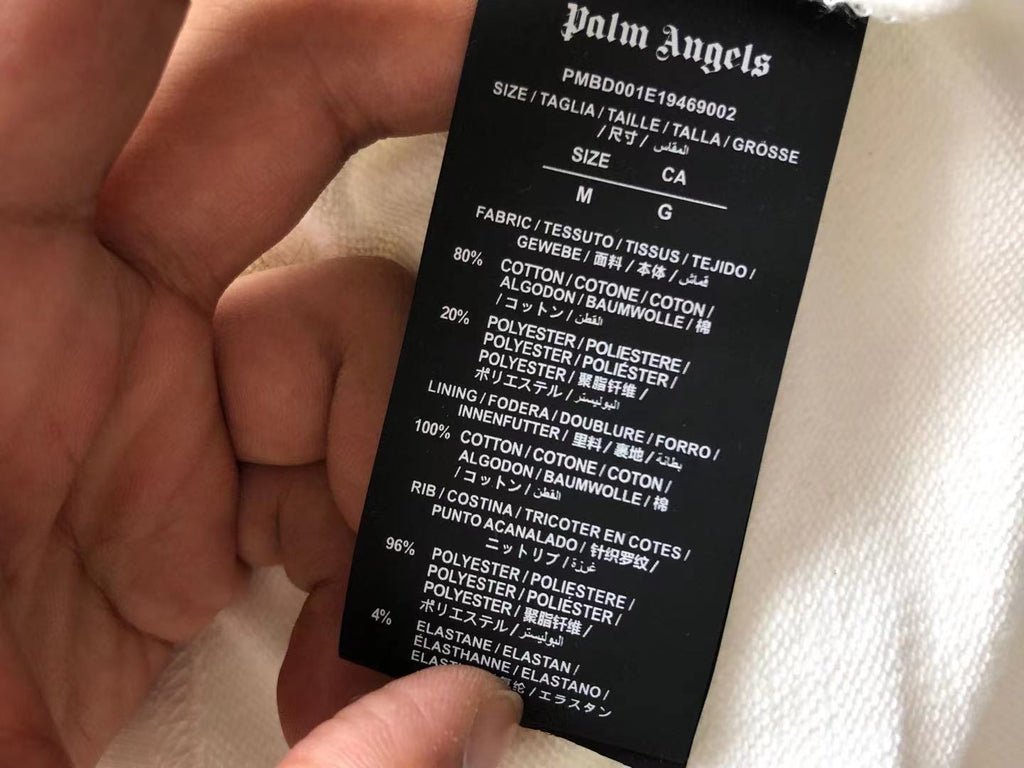 Palm Angels
PMBD001E19469002
SIZE / TAGLIA / TAILLE / TALLA / GRÖSSE
/ 尺寸 / المقاس
SIZE CA
M G
FABRIC / TESSUTO / TISSUS / TEJIDO /
GEWEBE / 面料 / 本体 / قماش
80% COTTON / COTONE / COTON /
ALGODON / BAUMWOLLE / 棉
/ コットン / القطن
20% POLYESTER / POLIESTERE /
POLYESTER / POLIÉSTER /
POLYESTER / 聚脂纤维 /
ポリエステル / البوليستر
LINING / FODERA / DOUBLURE / FORRO /
INNENFUTTER / 里料 / 裏地 / بطانة
100% COTTON / COTONE / COTON /
ALGODON / BAUMWOLLE / 棉
/ コットン / القطن
RIB / COSTINA / TRICOTER EN COTES /
PUNTO ACANALADO / 针织罗纹 /
ニットリブ / غرزة
96% POLYESTER / POLIESTERE /
POLYESTER / POLIÉSTER /
POLYESTER / 聚脂纤维 /
ポリエステル / البوليستر
4% ELASTANE / ELASTAN /
ÉLASTHANNE / ELASTANO /
/ エラスタン